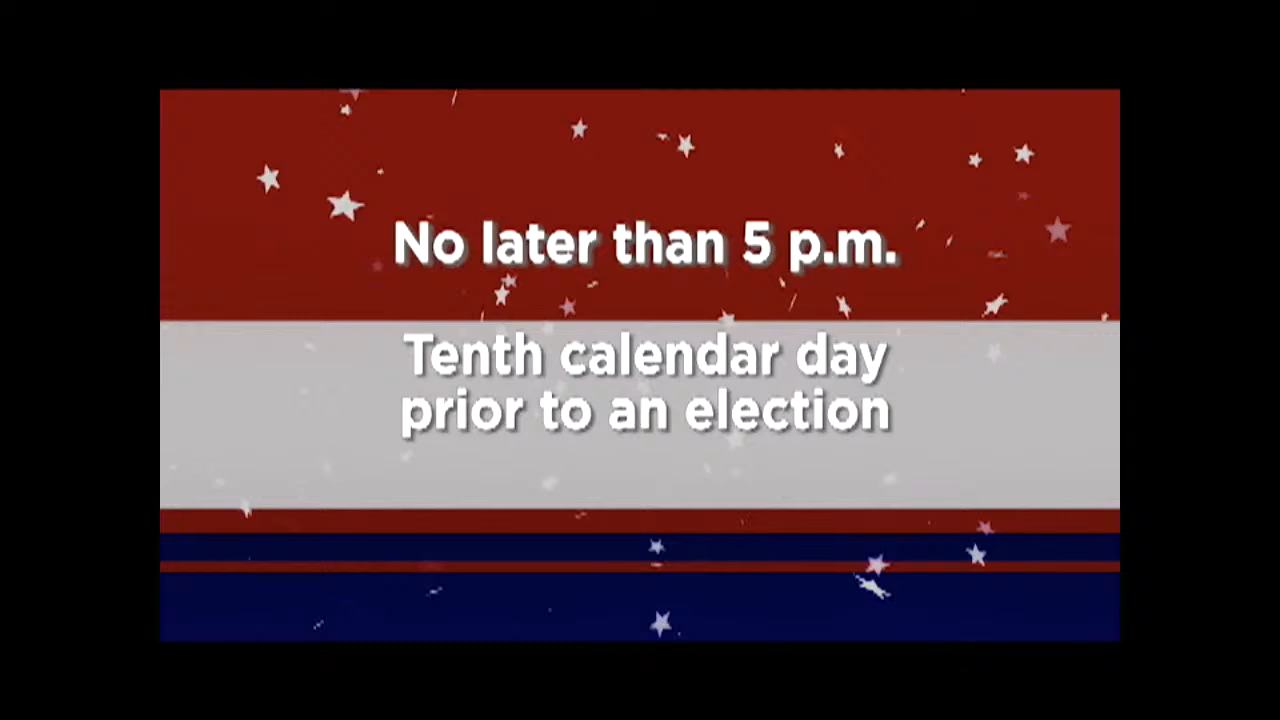 No later than 5 p.m.
Tenth calendar day
prior to an election